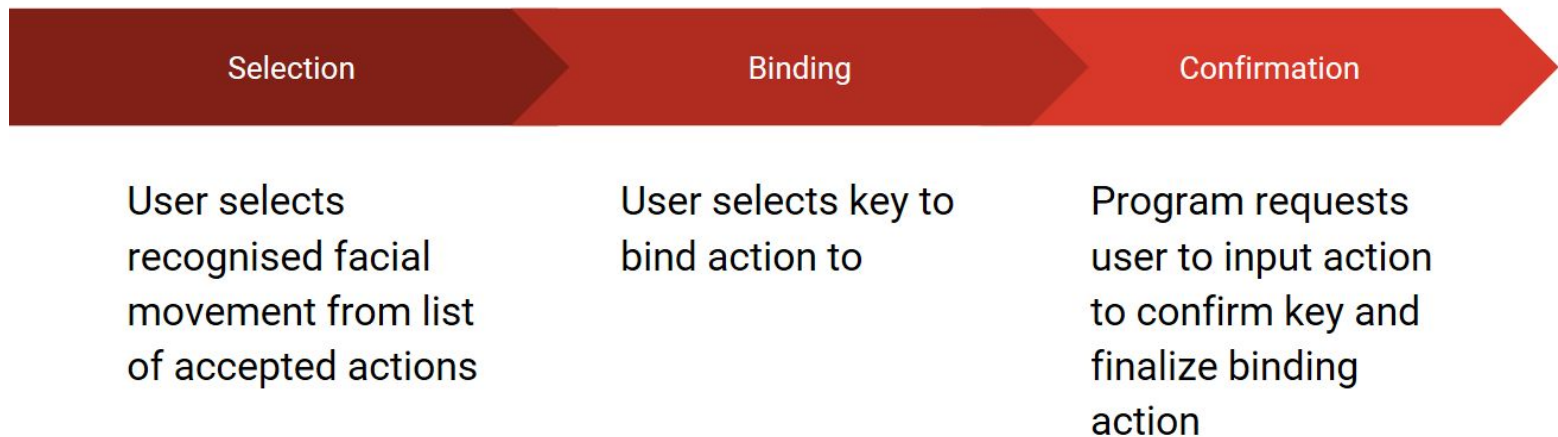 Selection
Binding
Confirmation
User selects
recognised facial
movement from list
of accepted actions
User selects key to
bind action to
Program requests
user to input action
to confirm key and
finalize binding
action